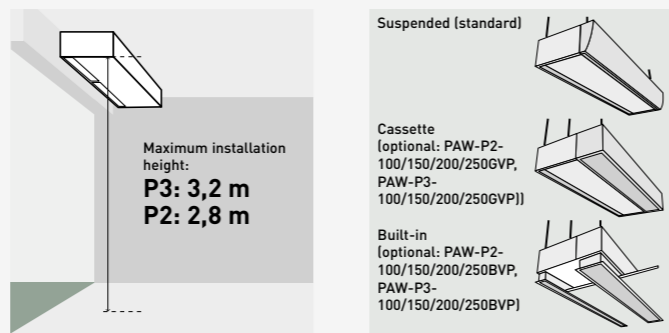 Maximum installation
height:
P3: 3,2 m
P2: 2,8 m
Suspended (standard)
Cassette
(optional: PAW-P2-
100/150/200/250GVP,
PAW-P3-
100/150/200/250GVP))
Built-in
(optional: PAW-P2-
100/150/200/250BVP,
PAW-P3-
100/150/200/250BVP)